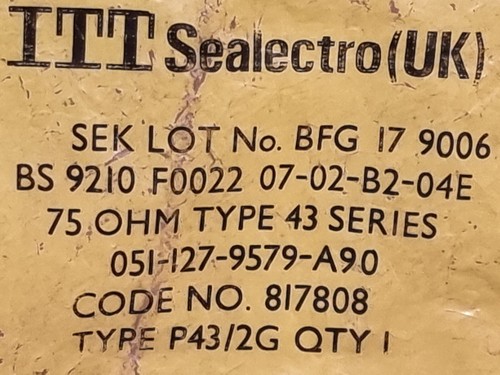 ITT Sealectro (UK)
SEK LOT No. BFG 17 9006
BS 9210 F0022 07-02-B2-04E
75 OHM TYPE 43 SERIES
051-127-9579-A90
CODE NO. 817808
TYPE P43/2G QTY 1